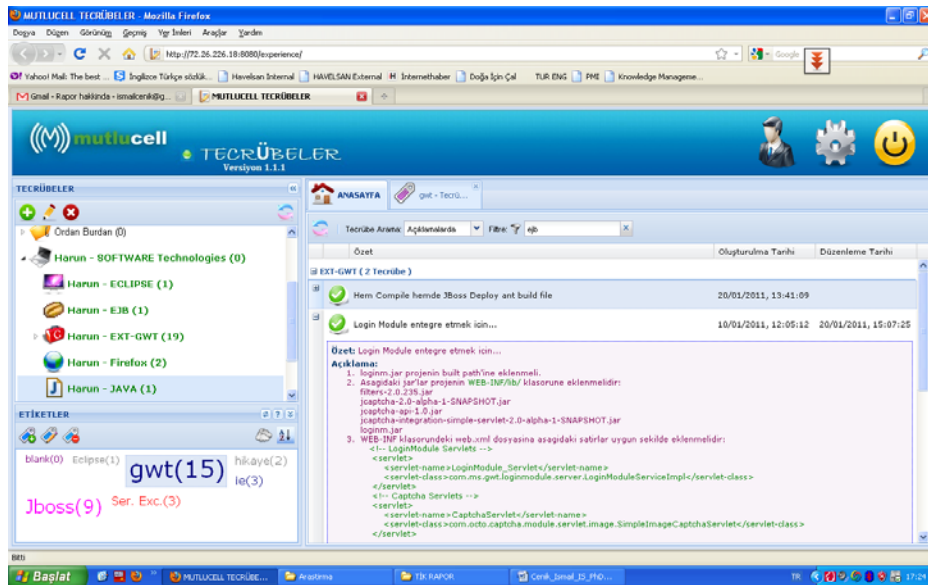 MUTLUCELL TECRÜBELER - Mozilla Firefox
Dosya Düzen Görünüm Geçmiş Yer İmleri Araçlar Yardım
http://72.26.226.18:8080/experience/
Google
Yahoo! Mail: The best ... İngilizce Türkçe sözlük... Havelsan Internal HAVELSAN External Internethaber Doğa İçin Çal TUR ENG PME Knowledge Manageme...
Gmail - Rapor hakkında - ismailcenik@g... MUTLUCELL TECRÜBELER
((M)) mutlucell
TECRÜBELER
Versiyon 1.1.1
TECRÜBELER
Ordan Burdan (0)
Harun - SOFTWARE Technologies (0)
Harun - ECLIPSE (1)
Harun - EJB (1)
Harun - EXT-GWT (19)
Harun - Firefox (2)
Harun - JAVA (1)
ETİKETLER
blank(0) Eclipse(1) gwt(15) hikaye(2)
ie(3)
Jboss(9) Ser. Exc.(3)
ANASAYFA gwt - Tecrü...
Tecrübe Arama: Açıklamalarda Filtre: ejb
Özet Oluşturulma Tarihi Düzenleme Tarihi
EXT-GWT ( 2 Tecrübe )
Hem Compile hemde JBoss Deploy ant build file 20/01/2011, 13:41:09
Login Module entegre etmek icin... 10/01/2011, 12:05:12 20/01/2011, 15:07:25
Özet: Login Module entegre etmek icin...
Açıklama:
1. loginm.jar projenin built path'ine eklenmeli.
2. Asagidaki jar'lar projenin WEB-INF/lib/ klasorune eklenmelidir:
filters-2.0.235.jar
jcaptcha-2.0-alpha-1-SNAPSHOT.jar
jcaptcha-api-1.0.jar
jcaptcha-integration-simple-servlet-2.0-alpha-1-SNAPSHOT.jar
loginm.jar
3. WEB-INF klasorundeki web.xml dosyasina asagidaki satirlar uygun sekilde eklenmelidir:
<!-- LoginModule Servlets -->
<servlet>
<servlet-name>LoginModule_Servlet</servlet-name>
<servlet-class>com.ms.gwt.loginmodule.server.LoginModuleServiceImpl</servlet-class>
</servlet>
<!-- Captcha Servlets -->
<servlet>
<servlet-name>CaptchaServlet</servlet-name>
<servlet-class>com.octo.captcha.module.servlet.image.SimpleImageCaptchaServlet</servlet-class>
</servlet>
Bitti
Başlat MUTLUCELL TECRÜBE... Arastirma TİK RAPOR Cenik_Ismail_IS_PhD... TR 17:24